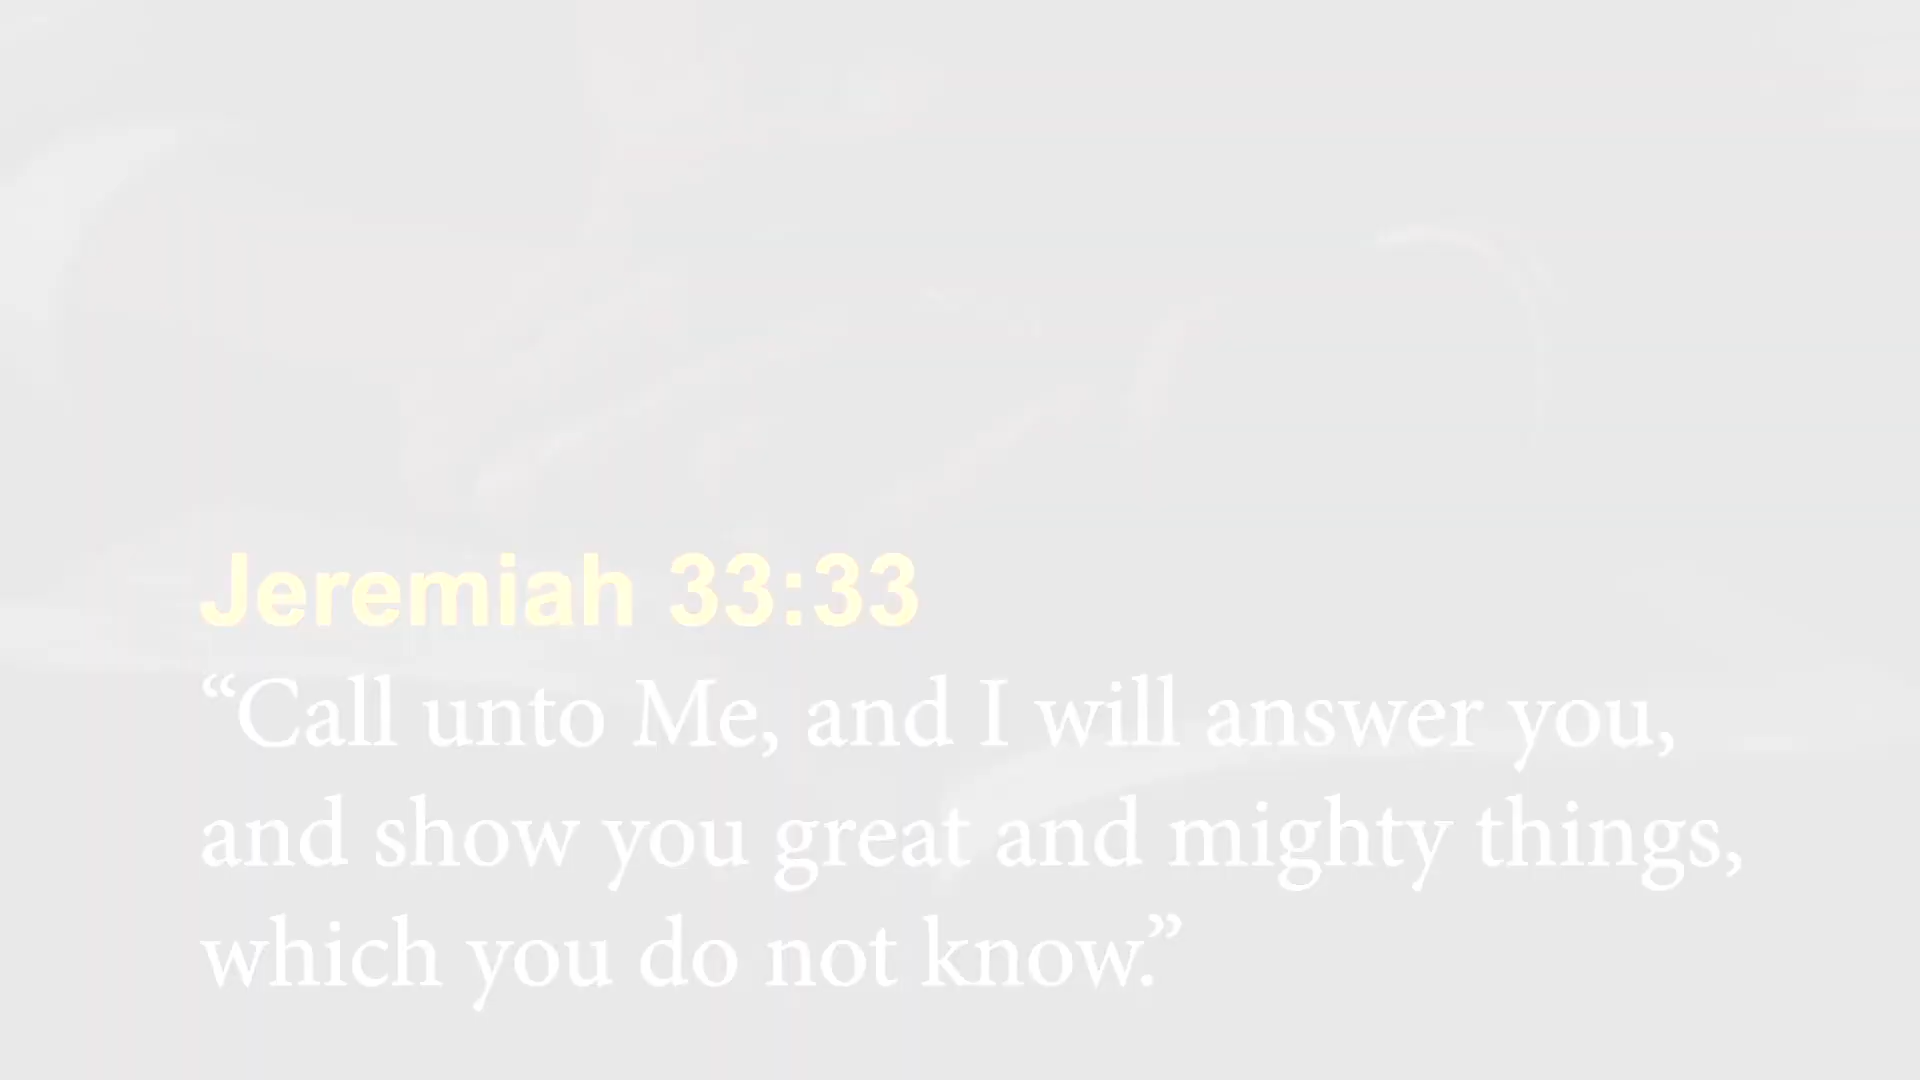 Jeremiah 33:33
“Call unto Me, and I will answer you,
and show you great and mighty things,
which you do not know.”